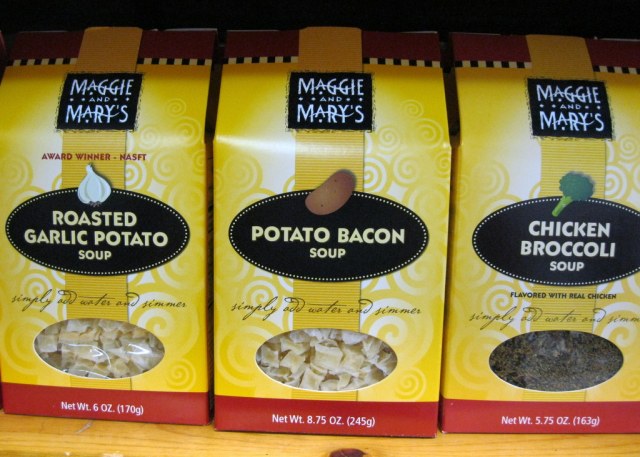 MAGGIE
AND
MARY'S
AWARD WINNER - NASFT
ROASTED
GARLIC POTATO
SOUP
simply add water and simmer
Net Wt. 6 OZ. (170g)
MAGGIE
AND
MARY'S
POTATO BACON
SOUP
simply add water and simmer
Net Wt. 8.75 OZ. (245g)
MAGGIE
AND
MARY'S
CHICKEN
BROCCOLI
SOUP
FLAVORED WITH REAL CHICKEN
simply add water and simmer
Net Wt. 5.75 OZ. (163g)